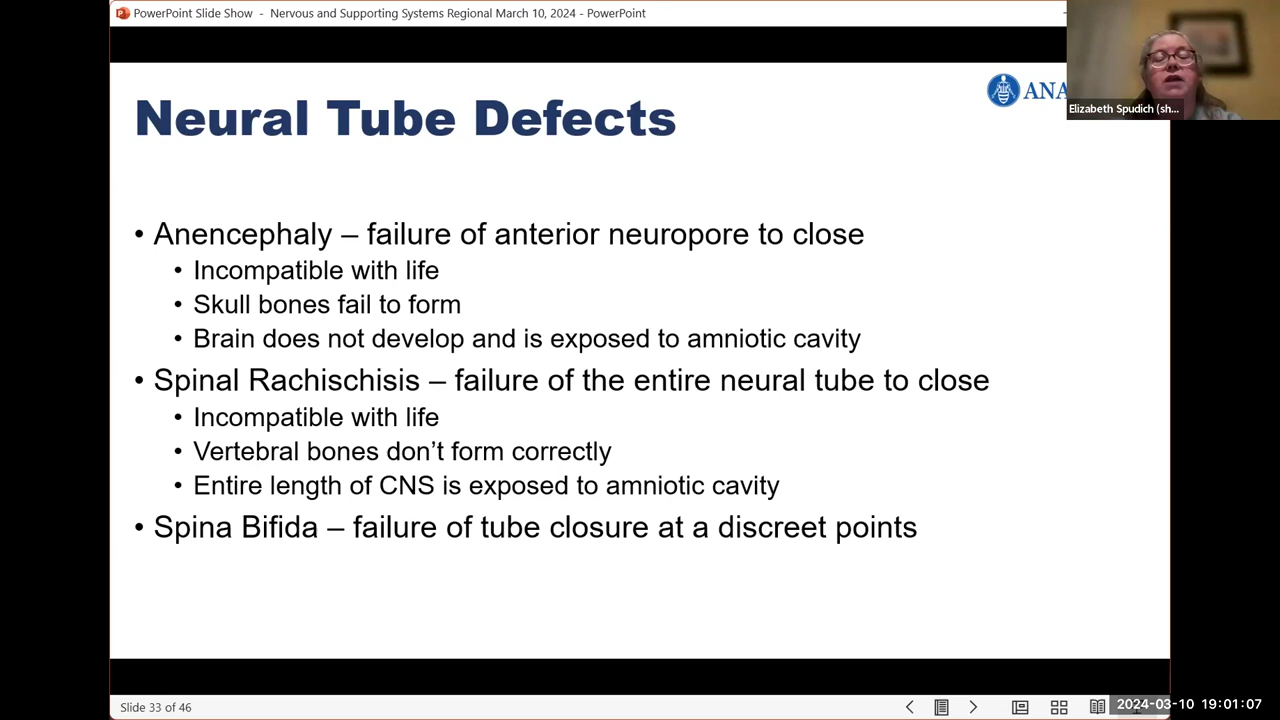 PowerPoint Slide Show - Nervous and Supporting Systems Regional March 10, 2024 - PowerPoint
Neural Tube Defects
ANA
Elizabeth Spudich (sh...
• Anencephaly – failure of anterior neuropore to close
• Incompatible with life
• Skull bones fail to form
• Brain does not develop and is exposed to amniotic cavity
• Spinal Rachischisis – failure of the entire neural tube to close
• Incompatible with life
• Vertebral bones don’t form correctly
• Entire length of CNS is exposed to amniotic cavity
• Spina Bifida – failure of tube closure at a discreet points
Slide 33 of 46
2024-03-10 19:01:07